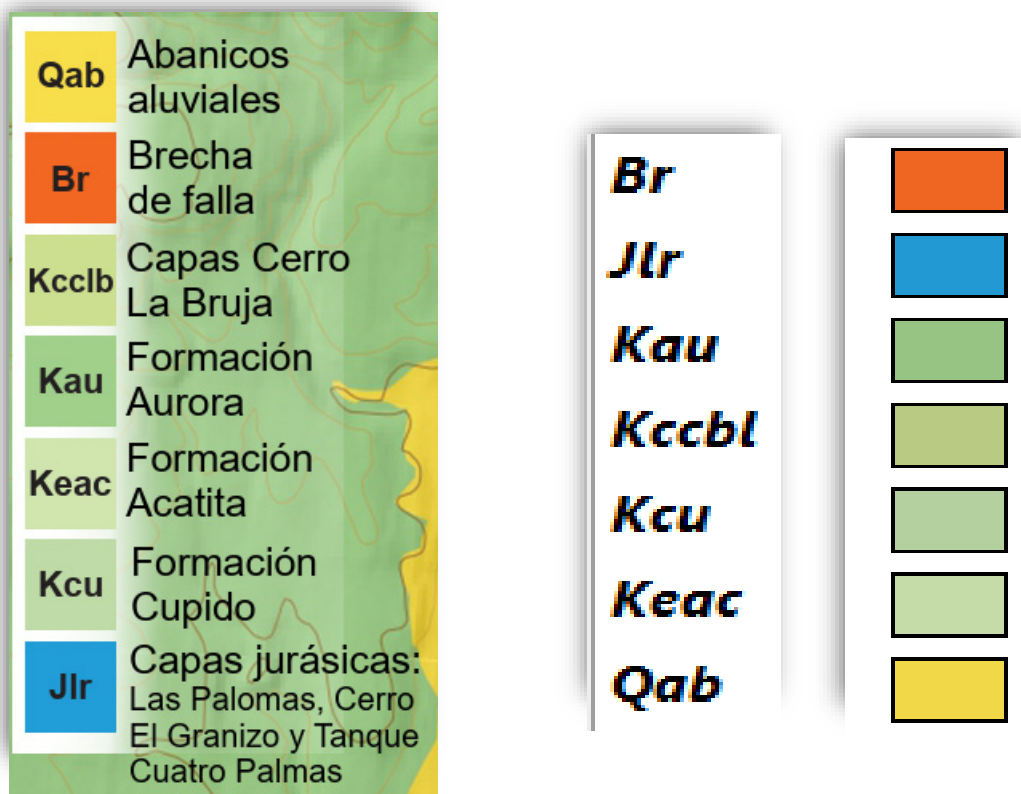 Qab Abanicos
aluviales
Br Brecha
de falla
Kcclb Capas Cerro
La Bruja
Kau Formación
Aurora
Keac Formación
Acatita
Kcu Formación
Cupido
Jlr Capas jurásicas:
Las Palomas, Cerro
El Granizo y Tanque
Cuatro Palmas
Br
Jlr
Kau
Kccbl
Kcu
Keac
Qab